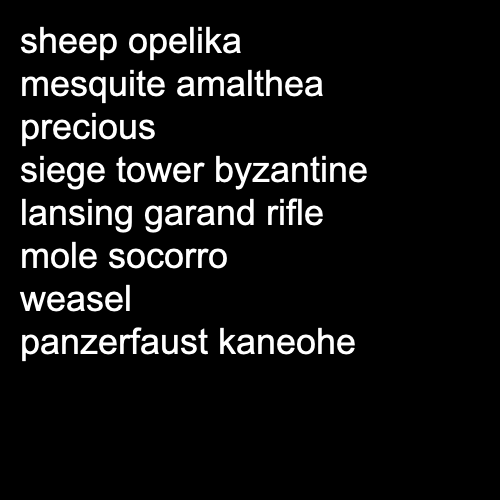 sheep opelika
mesquite amalthea
precious
siege tower byzantine
lansing garand rifle
mole socorro
weasel
panzerfaust kaneohe